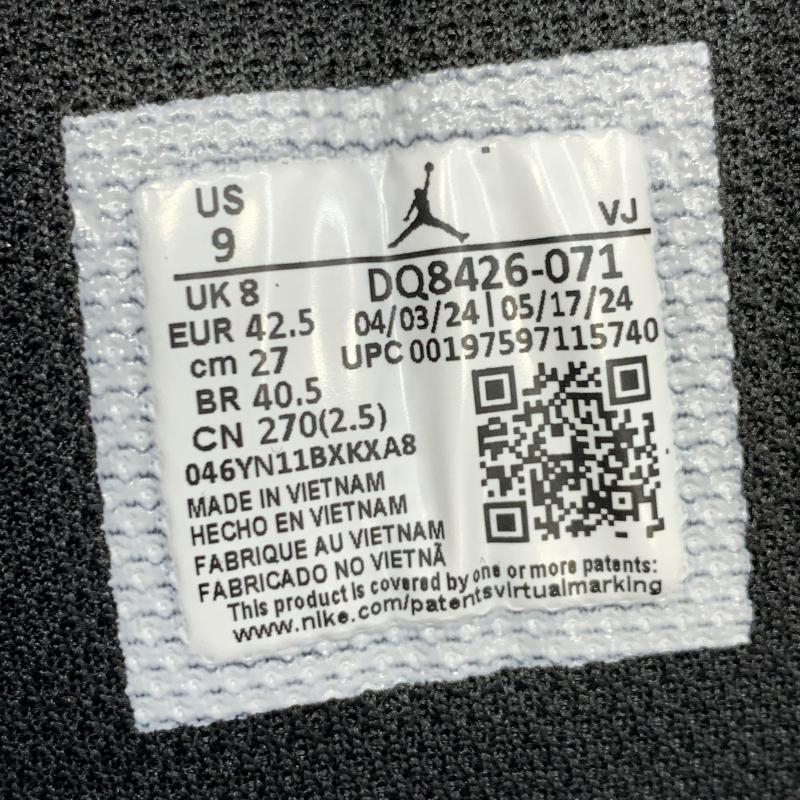 US
9
VJ
UK 8
DQ8426-071
EUR 42.5
04/03/24 | 05/17/24
cm 27
UPC 00197597115740
BR 40.5
CN 270(2.5)
046YN11BXKXA8
MADE IN VIETNAM
HECHO EN VIETNAM
FABRIQUE AU VIETNAM
FABRICADO NO VIETNÃ
This product is covered by one or more patents:
www.nike.com/patentsvirtualmarking